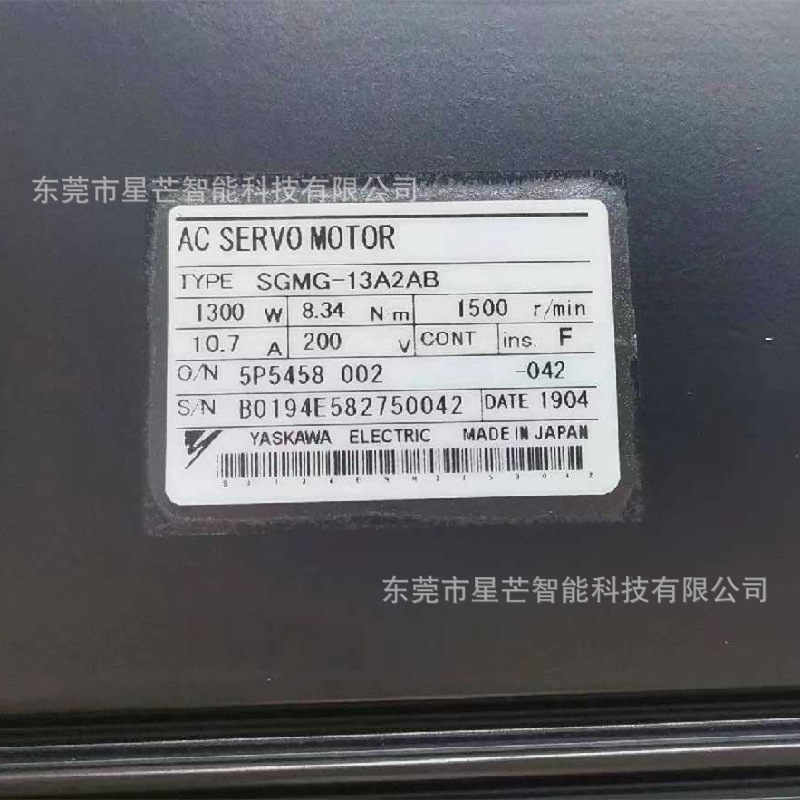 东莞市星芒智能科技有限公司
AC SERVO MOTOR
TYPE SGMG-13A2AB
1300 W 8.34 N·m 1500 r/min
10.7 A 200 V CONT ins. F
O/N 5P5458 002 -042
S/N B0194E582750042 DATE 1904
YASKAWA ELECTRIC MADE IN JAPAN
东莞市星芒智能科技有限公司